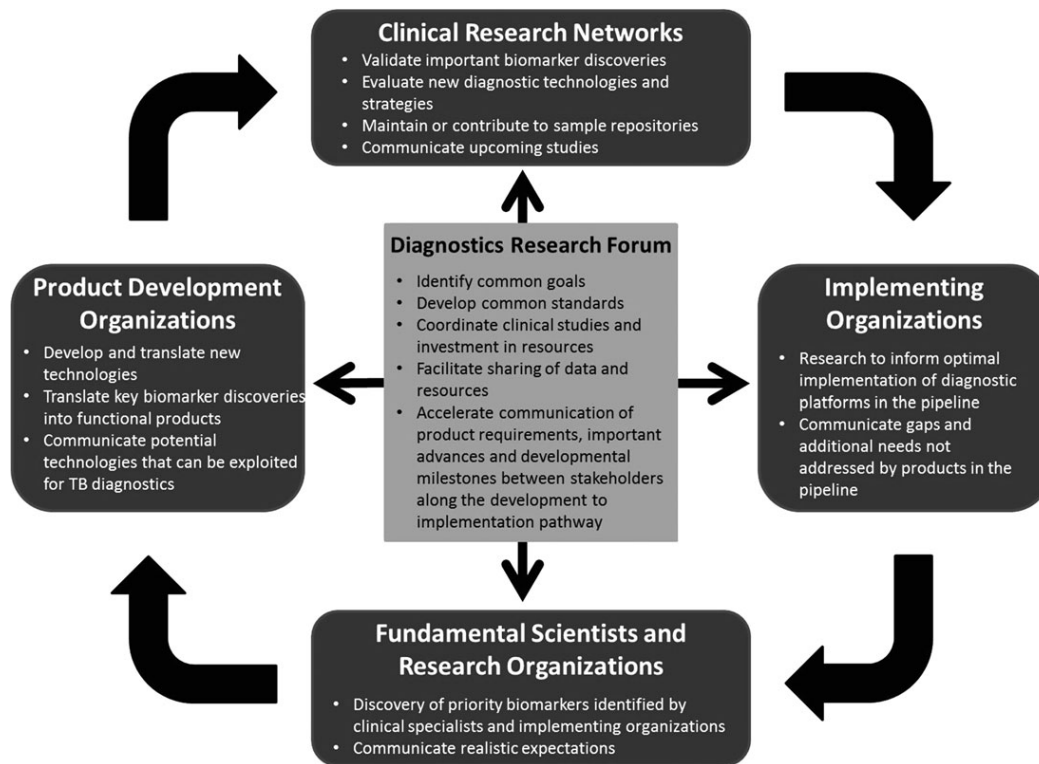 Clinical Research Networks
• Validate important biomarker discoveries
• Evaluate new diagnostic technologies and
strategies
• Maintain or contribute to sample repositories
• Communicate upcoming studies
Diagnostics Research Forum
• Identify common goals
• Develop common standards
• Coordinate clinical studies and
investment in resources
• Facilitate sharing of data and
resources
• Accelerate communication of
product requirements, important
advances and developmental
milestones between stakeholders
along the development to
implementation pathway
Product Development
Organizations
• Develop and translate new
technologies
• Translate key biomarker discoveries
into functional products
• Communicate potential
technologies that can be exploited
for TB diagnostics
Implementing
Organizations
• Research to inform optimal
implementation of diagnostic
platforms in the pipeline
• Communicate gaps and
additional needs not
addressed by products in the
pipeline
Fundamental Scientists and
Research Organizations
• Discovery of priority biomarkers identified by
clinical specialists and implementing organizations
• Communicate realistic expectations